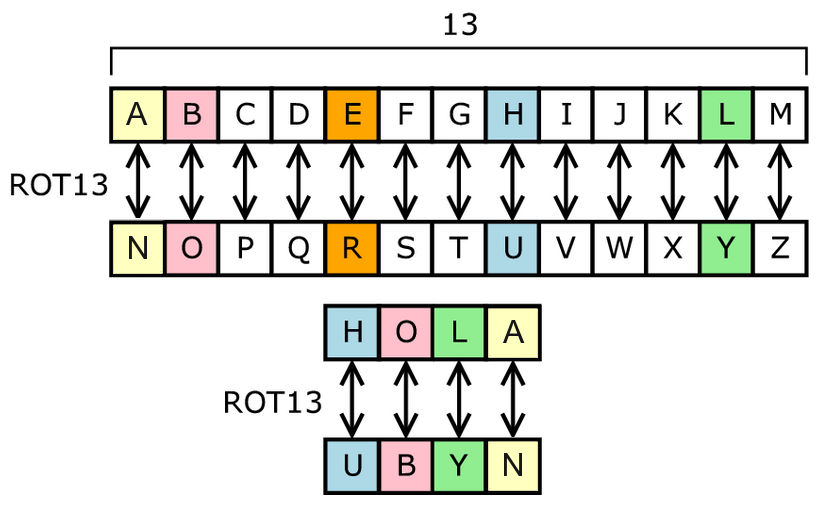 13
A B C D E F G H I J K L M
ROT13
N O P Q R S T U V W X Y Z
H O L A
ROT13
U B Y N